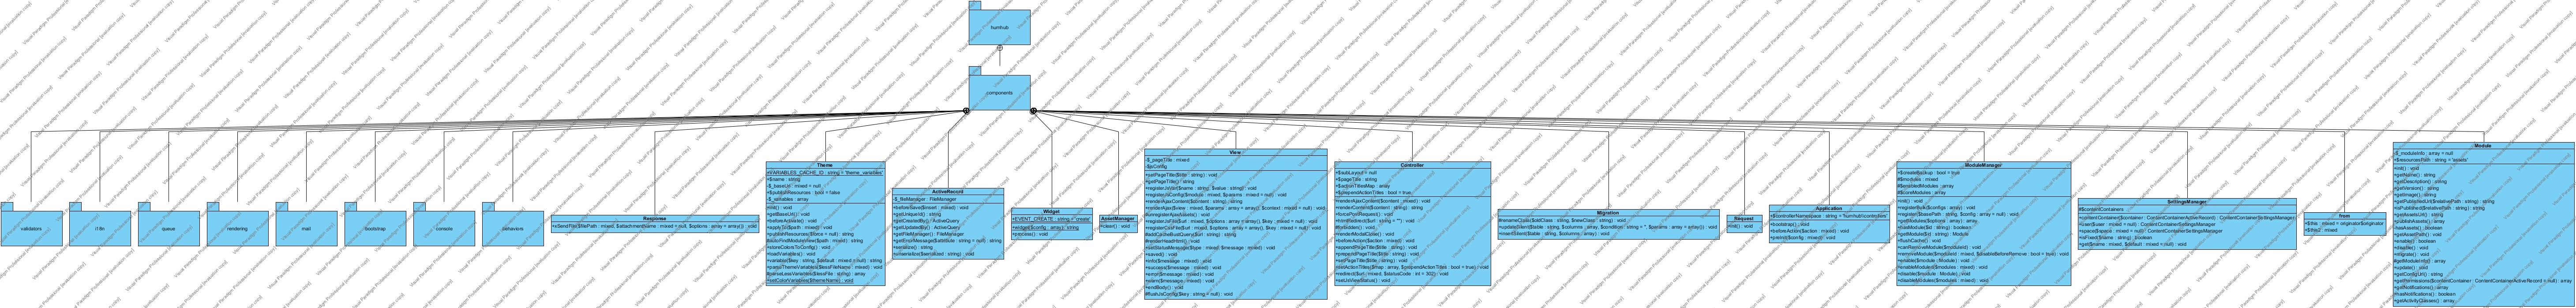 humhub
components
validators
i18n
queue
rendering
mail
bootstrap
console
behaviors
Response
+xSendFile($filePath : mixed, $attachmentName : mixed = null, $options : array = array()) : void
Theme
+VARIABLES_CACHE_ID : string = 'theme_variables'
+$name : string
-$_baseUrl : mixed = null
+$publishResources : bool = false
-$_variables : array
+init() : void
+getBaseUrl() : void
+beforeActive() : void
+applyTo($path : mixed) : void
+publishResources($force = null) : string
#autoFindModuleView($path : mixed) : string
+storeColorsToConfig() : void
+loadVariables() : void
+variable($key : string, $default : mixed = null) : string
+parseThemeVariables($lessFileName : mixed) : void
#parseLessVariables($lessFile : string) : array
+setColorVariables($themeName) : void
ActiveRecord
-$_fileManager : FileManager
+beforeSave($insert : mixed) : void
+getUniqueId() : string
+getCreatedBy() : ActiveQuery
+getUpdatedBy() : ActiveQuery
+getFileManager() : FileManager
+getErrorMessage($attribute : string = null) : string
+serialize() : string
+unserialize($serialized : string) : void
Widget
+EVENT_CREATE : string = 'create'
+widget($config : array) : string
+process() : void
AssetManager
+clear() : void
View
-$_pageTitle : mixed
-$jsConfig
+setPageTitle($title : string) : void
+getPageTitle() : string
+registerJsVar($name : string, $value : string) : void
+registerJsConfig($module : mixed, $params : mixed = null) : void
+renderAjaxContent($content : string) : string
+renderAjax($view : mixed, $params : array = array(), $context : mixed = null) : void
#unregisterAjaxAssets() : void
+registerJsFile($url : mixed, $options : array = array(), $key : mixed = null) : void
+registerCssFile($url : mixed, $options : array = array(), $key : mixed = null) : void
#addCacheBustQuery($url : string) : string
#renderHeadHtml() : void
+setStatusMessage($type : mixed, $message : mixed) : void
+saved() : void
+info($message : mixed) : void
+success($message : mixed) : void
+error($message : mixed) : void
+warn($message : mixed) : void
+endBody() : void
#flushJsConfig($key : string = null) : void
Controller
+$subLayout = null
+$pageTitle : string
+$actionTitlesMap : array
+$prependActionTitles : bool = true
+renderAjaxContent($content : mixed) : string
+renderContent($content : string) : string
+forcePostRequest() : void
+htmlRedirect($url : string = "") : void
+forbidden() : void
+renderModalClose() : void
+beforeAction($action : mixed) : void
+appendPageTitle($title : string) : void
+prependPageTitle($title : string) : void
+setPageTitle($title : string) : void
+setActionTitles($map : array, $prependActionTitles : bool = true) : void
+redirect($url : mixed, $statusCode : int = 302) : void
+setJsViewStatus() : void
Migration
+renameClass($oldClass : string, $newClass : string) : void
+updateSilent($table : string, $columns : array, $condition : string = '', $params : array = array()) : void
+insertSilent($table : string, $columns : array) : void
Request
+init() : void
Application
+$controllerNamespace : string = 'humhub\\controllers'
+bootstrap() : void
+beforeAction($action : mixed) : void
+preInit($config : mixed) : void
ModuleManager
+$createBackup : bool = true
#$modules : mixed
#$enabledModules : array
#$coreModules : array
+init() : void
+registerBulk($configs : array) : void
+register($basePath : string, $config : array = null) : void
+getModules($options : array) : array
+hasModule($id : string) : boolean
+getModule($id : string) : Module
+flushCache() : void
+canRemoveModule($moduleId : mixed) : void
+removeModule($moduleId : mixed, $disableBeforeRemove : bool = true) : void
+enable($module : Module) : void
+enableModules($modules : mixed) : void
+disable($module : Module) : void
+disableModules($modules : mixed) : void
SettingsManager
#$contentContainers
+contentContainer($container : ContentContainerActiveRecord) : ContentContainerSettingsManager
+user($user : mixed = null) : ContentContainerSettingsManager
+space($space : mixed = null) : ContentContainerSettingsManager
+isFixed($name : string) : boolean
+get($name : mixed, $default : mixed = null) : void
from
+$this : mixed = originator$originator
+$this2 : mixed
Module
-$_moduleInfo : array = null
+$resourcesPath : string = 'assets'
+init() : void
+getName() : string
+getDescription() : string
+getVersion() : string
+getImage() : string
+getPublishedUrl($relativePath : string) : string
+isPublished($relativePath : string) : string
+getAssetsUrl() : string
+publishAssets() : array
+hasAssets() : boolean
+getAssetPath() : string
+enable() : boolean
+disable() : void
+migrate() : void
#getModuleInfo() : array
+update() : void
+getConfigUrl() : string
+getPermissions($contentContainer : ContentContainerActiveRecord = null) : array
+getNotifications() : array
+hasNotifications() : boolean
+getActivityClasses() : array